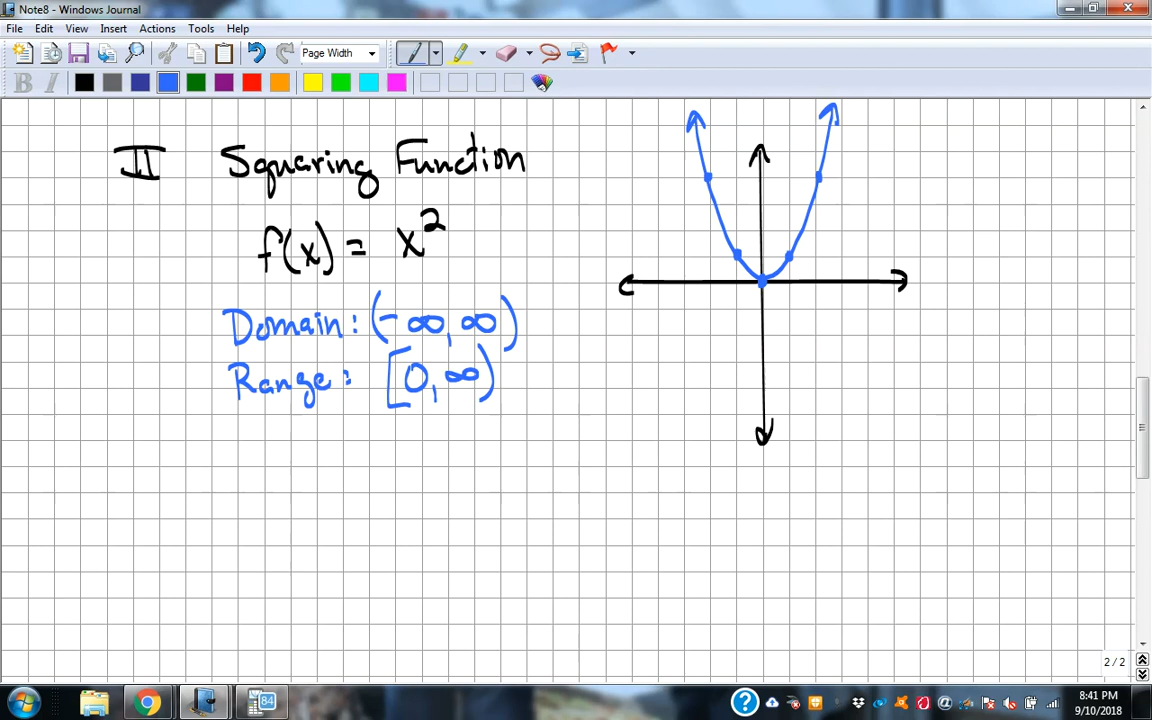 Note8 - Windows Journal
File Edit View Insert Actions Tools Help
Page Width
B I
II Squaring Function
f(x) = x²
Domain: (-∞, ∞)
Range: [0, ∞)
2 / 2
84
8:41 PM
9/10/2018